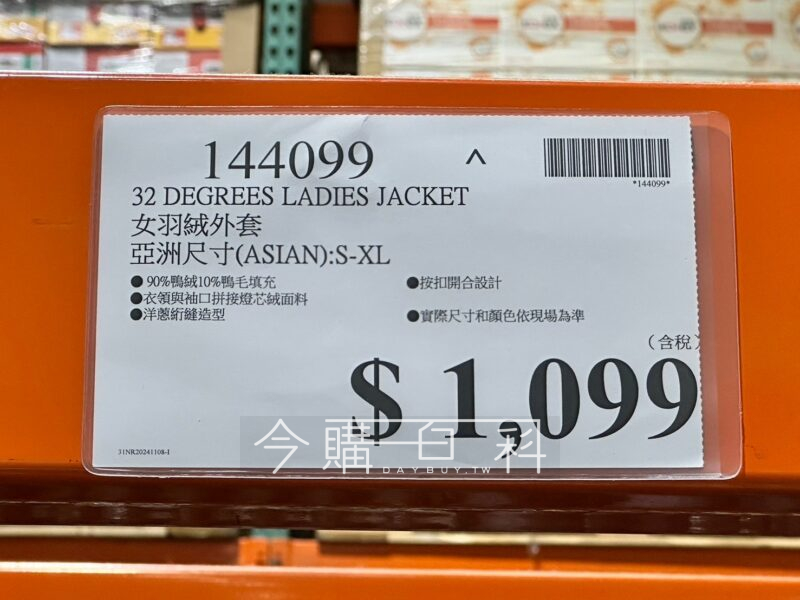 144099
^
*144099*
32 DEGREES LADIES JACKET
女羽絨外套
亞洲尺寸(ASIAN):S-XL
● 90%鴨絨10%鴨毛填充
●按扣開合設計
●衣領與袖口拼接燈芯絨面料
●洋蔥絎縫造型
●實際尺寸和顏色依現場為準
(含稅)
$ 1,099
今購百科
DAYBUY.TW
31NR20241108-I